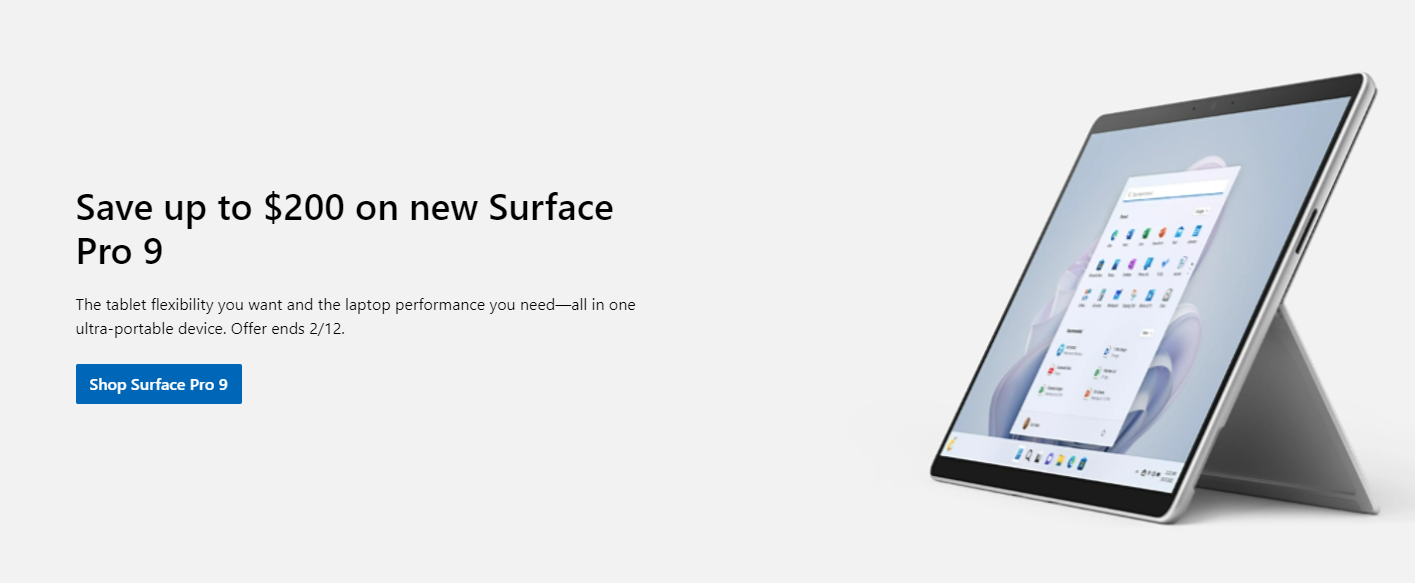 Save up to $200 on new Surface
Pro 9
The tablet flexibility you want and the laptop performance you need—all in one
ultra-portable device. Offer ends 2/12.
Shop Surface Pro 9